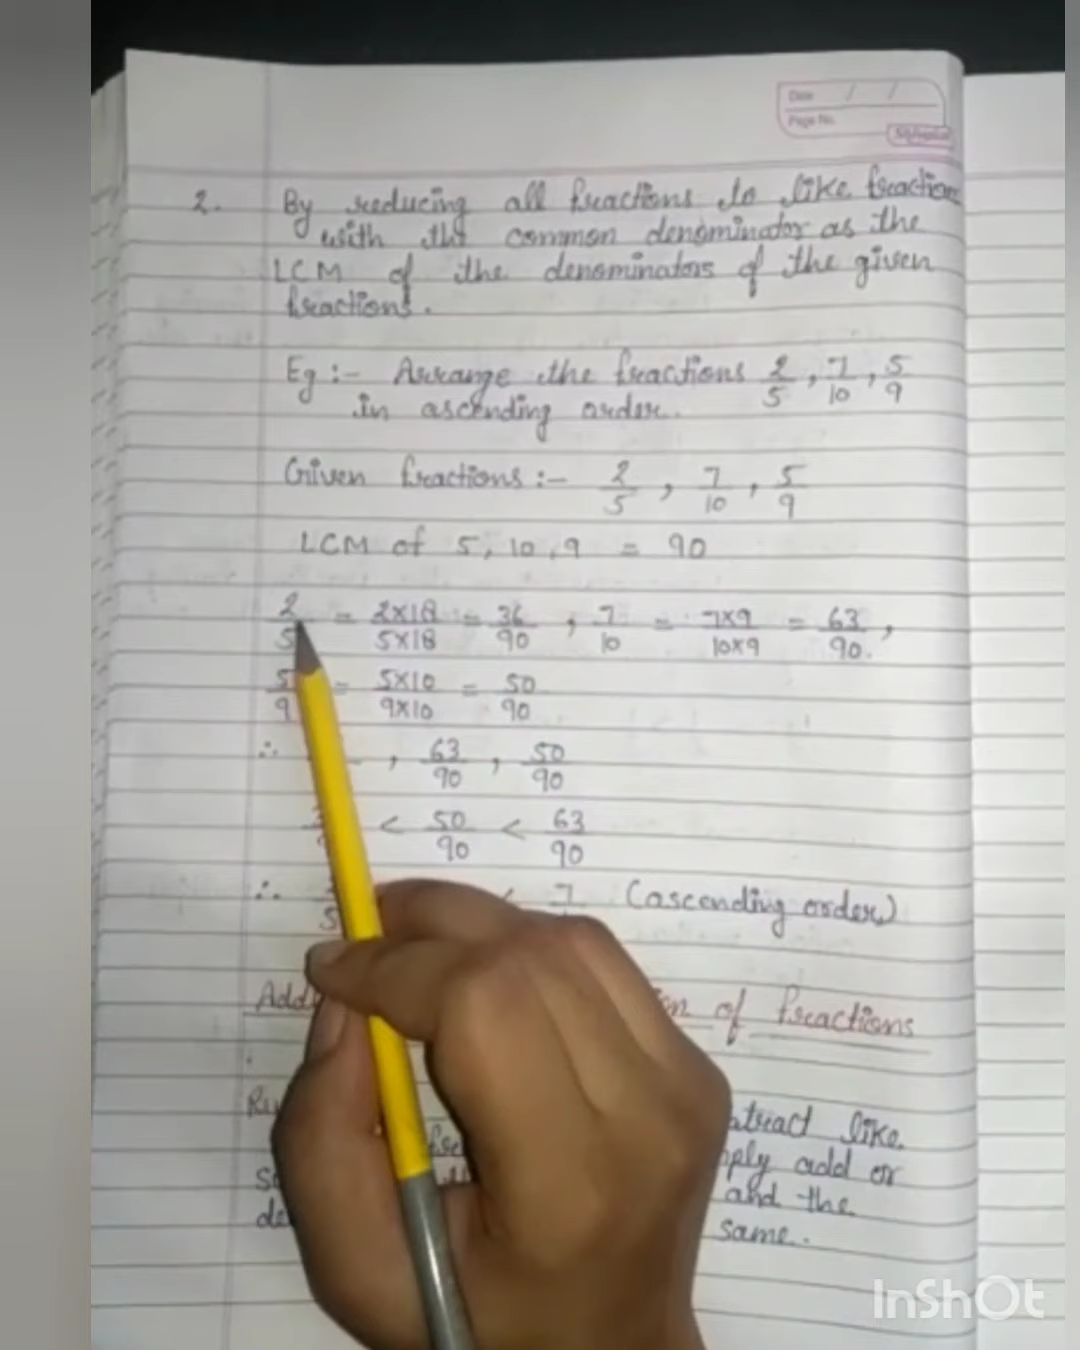 Date / /
Page No.
2. By reducing all fractions to like fraction
with the common denominator as the
LCM of the denominators of the given
fractions.
Eg :- Arrange the fractions 2/5, 7/10, 5/9
in ascending order.
Given fractions :- 2/5, 7/10, 5/9
LCM of 5, 10, 9 = 90
2/5 = 2×18/5×18 = 36/90, 7/10 = 7×9/10×9 = 63/90,
5/9 = 5×10/9×10 = 50/90
∴ , 63/90, 50/90
< 50/90 < 63/90
∴ < 7 (ascending order)
of fractions
like
add or
and the
same.
InShOt